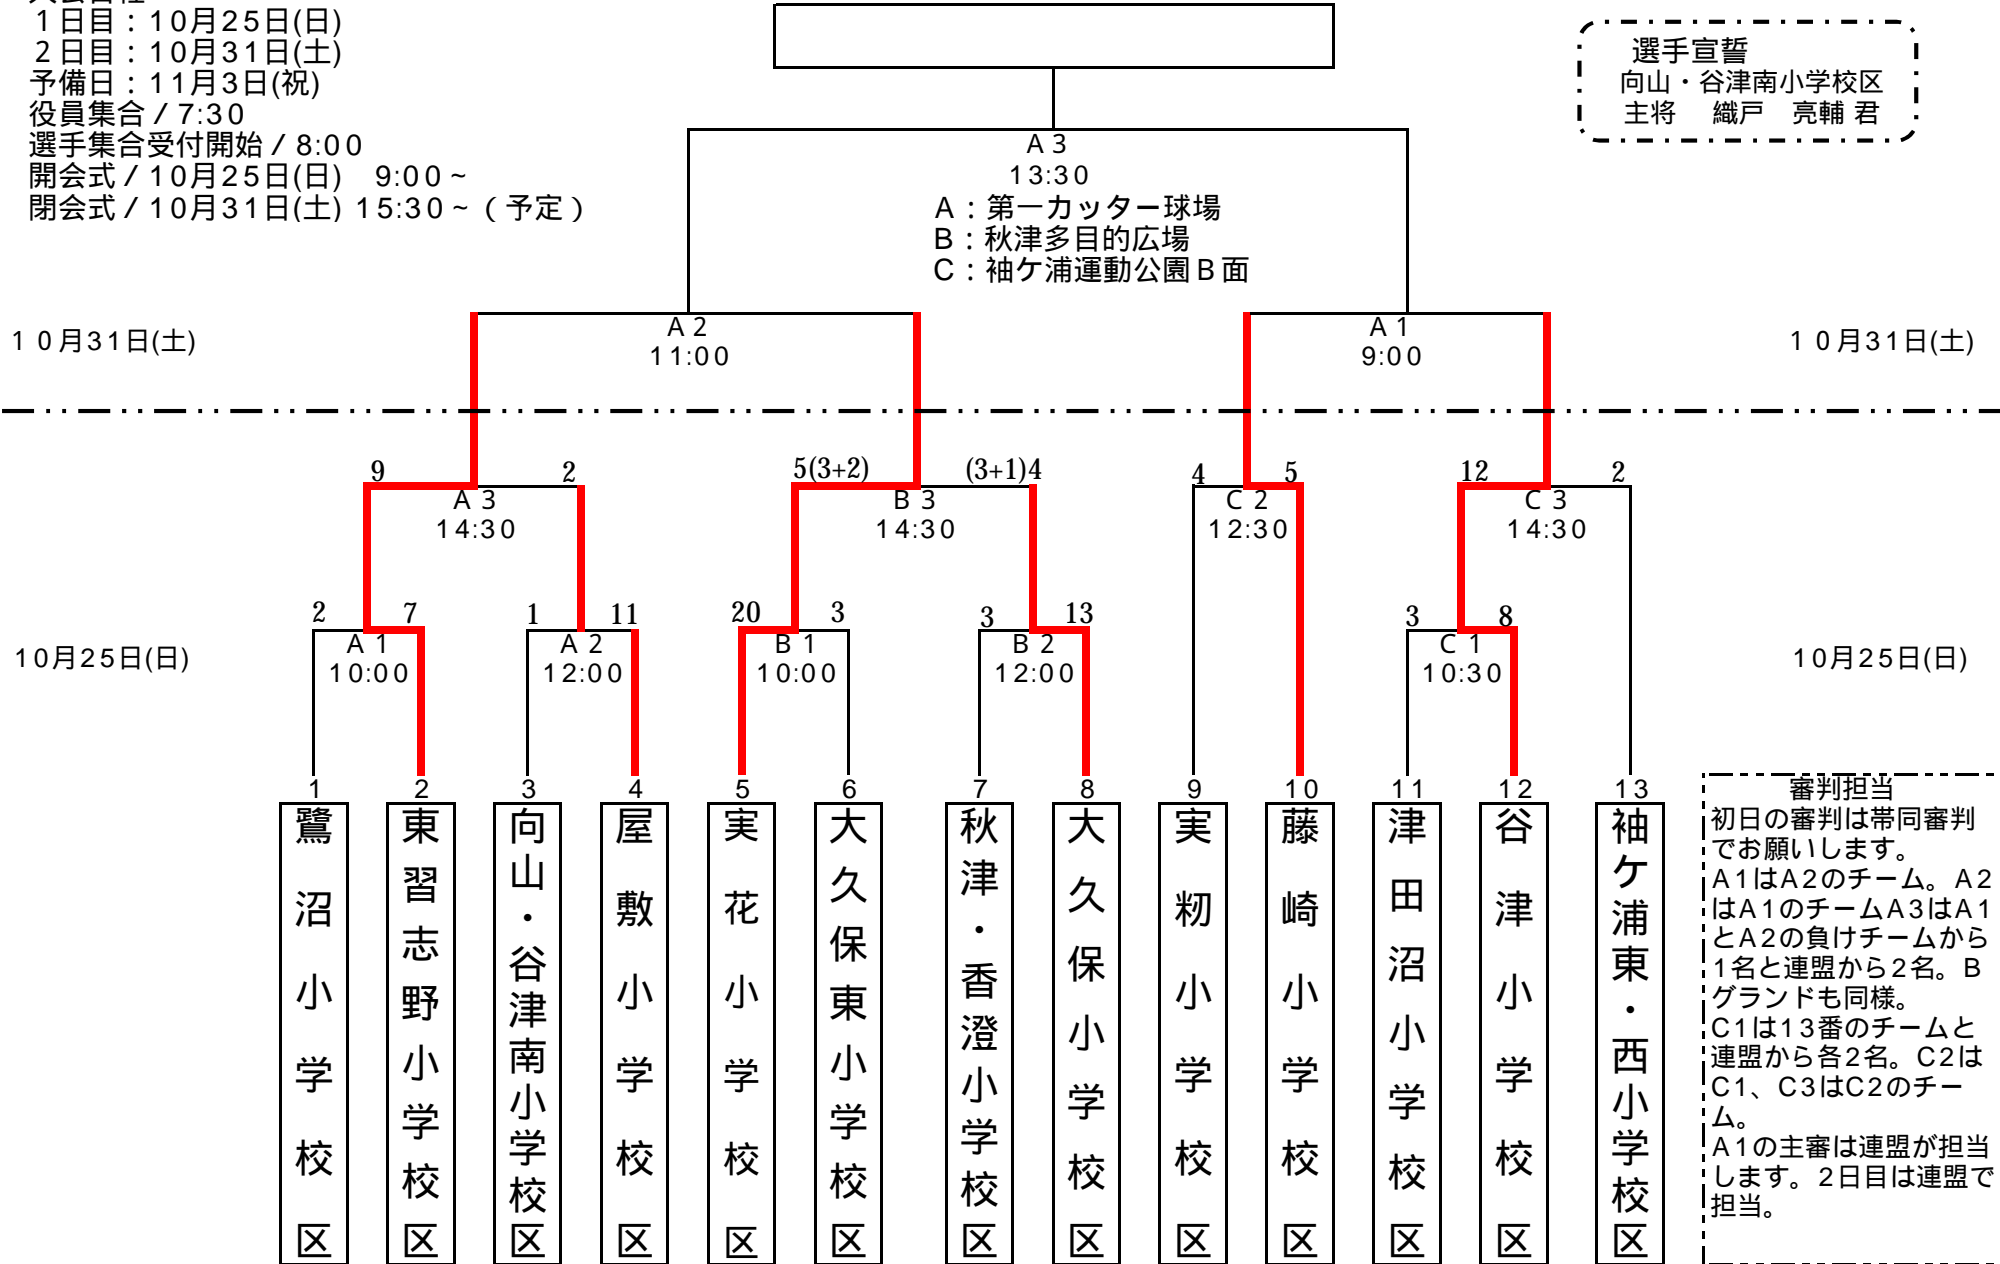 1日目：10月25日(日)
2日目：10月31日(土)
予備日：11月3日(祝)
役員集合 / 7:30
選手集合受付開始 / 8:00
開会式 / 10月25日(日) 9:00～
閉会式 / 10月31日(土) 15:30～（予定）
選手宣誓
向山・谷津南小学校区
主将 織戸 亮輔 君
A 3
13:30
A：第一カッター球場
B：秋津多目的広場
C：袖ケ浦運動公園B面
10月31日(土)
A 2
11:00
A 1
9:00
10月31日(土)
9 2
A 3
14:30
5(3+2) (3+1)4
B 3
14:30
4 5
C 2
12:30
12 2
C 3
14:30
10月25日(日)
2 7
A 1
10:00
1 11
A 2
12:00
20 3
B 1
10:00
3 13
B 2
12:00
3 8
C 1
10:30
10月25日(日)
1
鷺沼小学校区
2
東習志野小学校区
3
向山・谷津南小学校区
4
屋敷小学校区
5
実花小学校区
6
大久保東小学校区
7
秋津・香澄小学校区
8
大久保小学校区
9
実籾小学校区
10
藤崎小学校区
11
津田沼小学校区
12
谷津小学校区
13
袖ケ浦東・西小学校区
審判担当
初日の審判は帯同審判
でお願いします。
A1はA2のチーム。A2
はA1のチームA3はA1
とA2の負けチームから
1名と連盟から2名。B
グランドも同様。
C1は13番のチームと
連盟から各2名。C2は
C1、C3はC2のチー
ム。
A1の主審は連盟が担当
します。2日目は連盟で
担当。